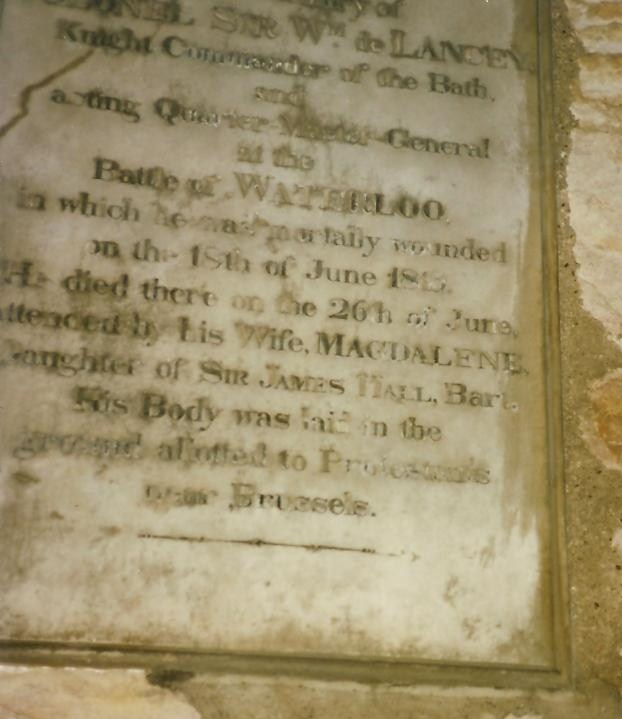 memory of
COLONEL SIR Wm. de LANCEY,
Knight Commander of the Bath,
and
acting Quarter-Master-General
at the
Battle of WATERLOO,
in which he was mortally wounded
on the 18th of June 1815.
He died there on the 26th of June,
attended by his Wife, MAGDALENE,
Daughter of SIR JAMES HALL, Bart.
His Body was laid in the
ground allotted to Protestants
near Brussels.